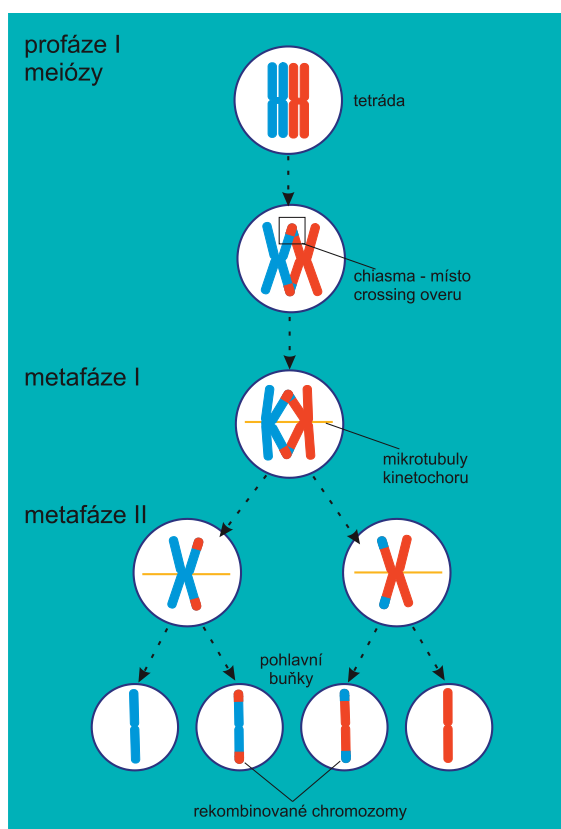 profáze I
meiózy
tetráda
chiasma - místo
crossing overu
metafáze I
mikrotubuly
kinetochoru
metafáze II
pohlavní
buňky
rekombinované chromozomy